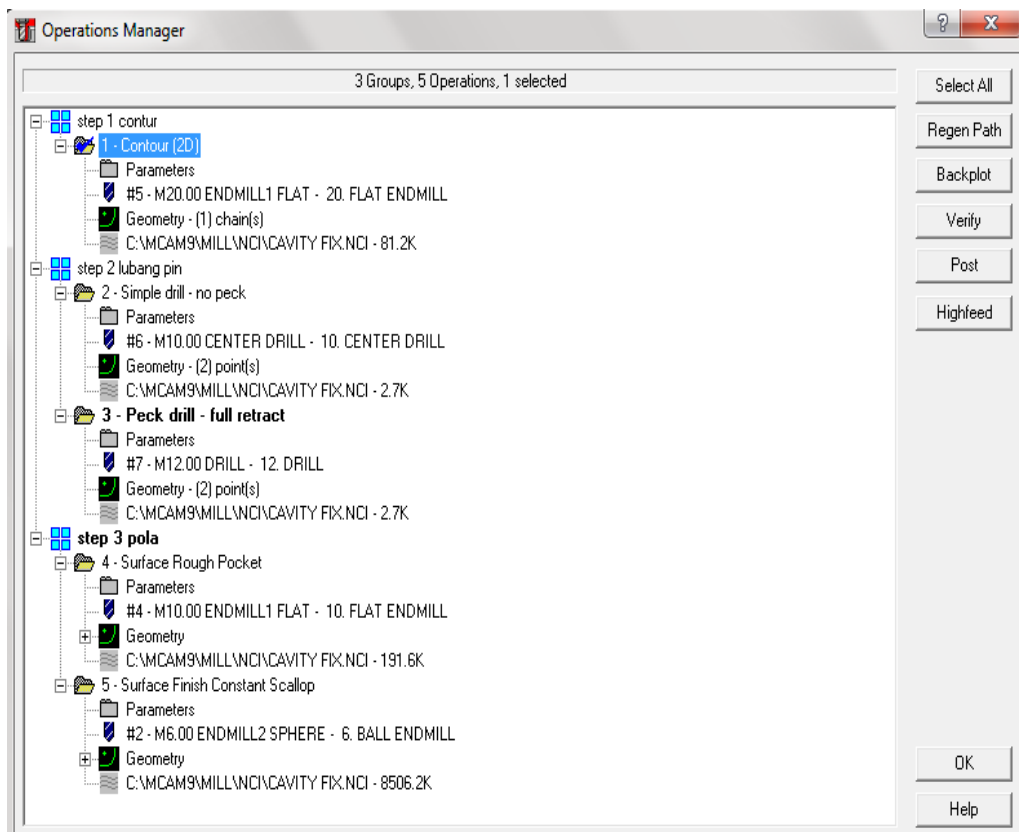 Operations Manager
3 Groups, 5 Operations, 1 selected
step 1 contur
1 - Contour (2D)
Parameters
#5 - M20.00 ENDMILL1 FLAT - 20. FLAT ENDMILL
Geometry - (1) chain(s)
C:\MCAM9\MILL\NCI\CAVITY FIX.NCI - 81.2K
step 2 lubang pin
2 - Simple drill - no peck
Parameters
#6 - M10.00 CENTER DRILL - 10. CENTER DRILL
Geometry - (2) point(s)
C:\MCAM9\MILL\NCI\CAVITY FIX.NCI - 2.7K
3 - Peck drill - full retract
Parameters
#7 - M12.00 DRILL - 12. DRILL
Geometry - (2) point(s)
C:\MCAM9\MILL\NCI\CAVITY FIX.NCI - 2.7K
step 3 pola
4 - Surface Rough Pocket
Parameters
#4 - M10.00 ENDMILL1 FLAT - 10. FLAT ENDMILL
Geometry
C:\MCAM9\MILL\NCI\CAVITY FIX.NCI - 191.6K
5 - Surface Finish Constant Scallop
Parameters
#2 - M6.00 ENDMILL2 SPHERE - 6. BALL ENDMILL
Geometry
C:\MCAM9\MILL\NCI\CAVITY FIX.NCI - 8506.2K
Select All
Regen Path
Backplot
Verify
Post
Highfeed
OK
Help